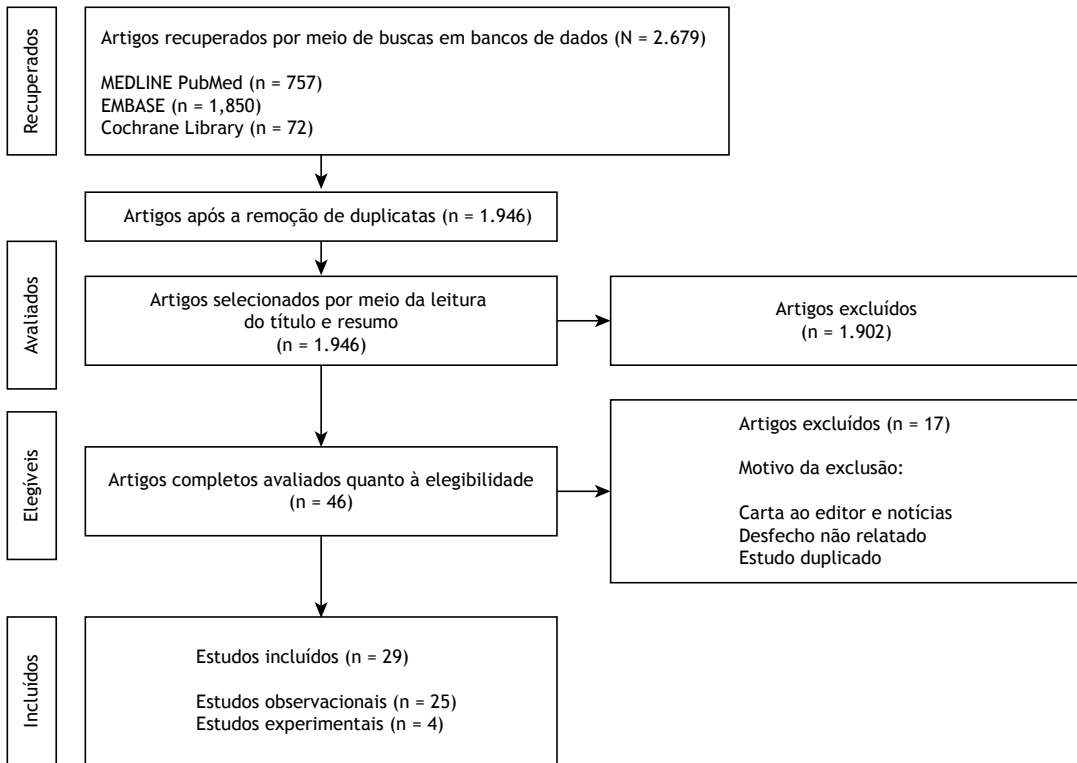 Recuperados
Artigos recuperados por meio de buscas em bancos de dados (N = 2.679)
MEDLINE PubMed (n = 757)
EMBASE (n = 1,850)
Cochrane Library (n = 72)
Artigos após a remoção de duplicatas (n = 1.946)
Avaliados
Artigos selecionados por meio da leitura
do título e resumo
(n = 1.946)
Artigos excluídos
(n = 1.902)
Elegíveis
Artigos completos avaliados quanto à elegibilidade
(n = 46)
Artigos excluídos (n = 17)
Motivo da exclusão:
Carta ao editor e notícias
Desfecho não relatado
Estudo duplicado
Incluídos
Estudos incluídos (n = 29)
Estudos observacionais (n = 25)
Estudos experimentais (n = 4)